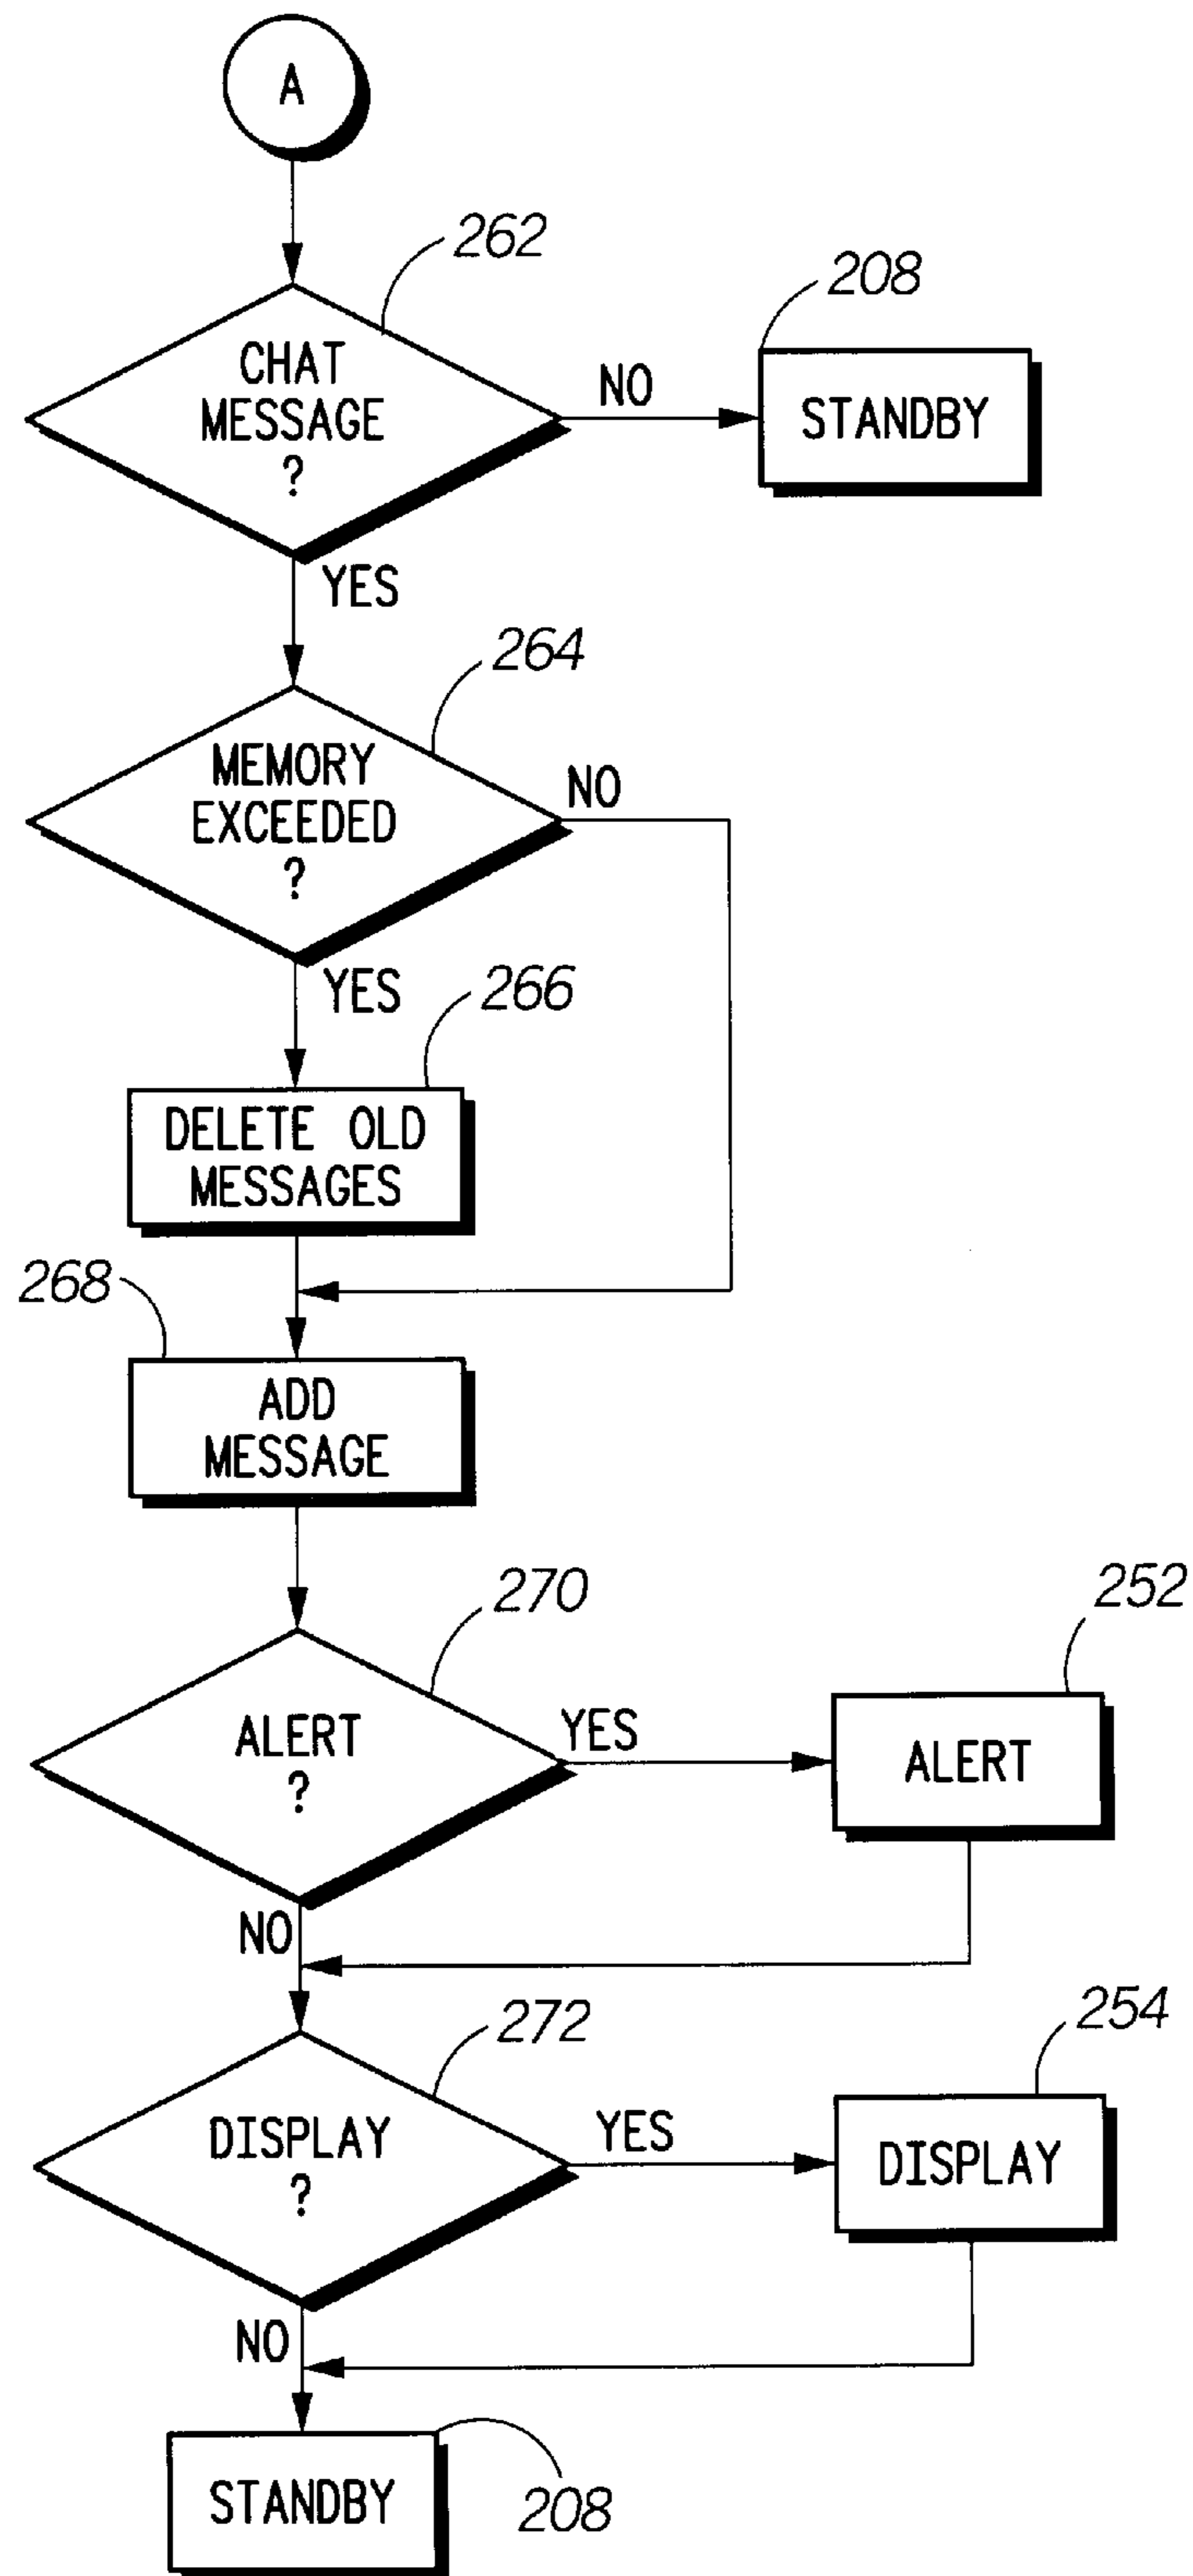 A
262
208
CHAT
MESSAGE
?
NO
STANDBY
YES
264
MEMORY
EXCEEDED
?
NO
YES
266
DELETE OLD
MESSAGES
268
ADD
MESSAGE
270
252
ALERT
?
YES
ALERT
NO
272
254
DISPLAY
?
YES
DISPLAY
NO
STANDBY
208